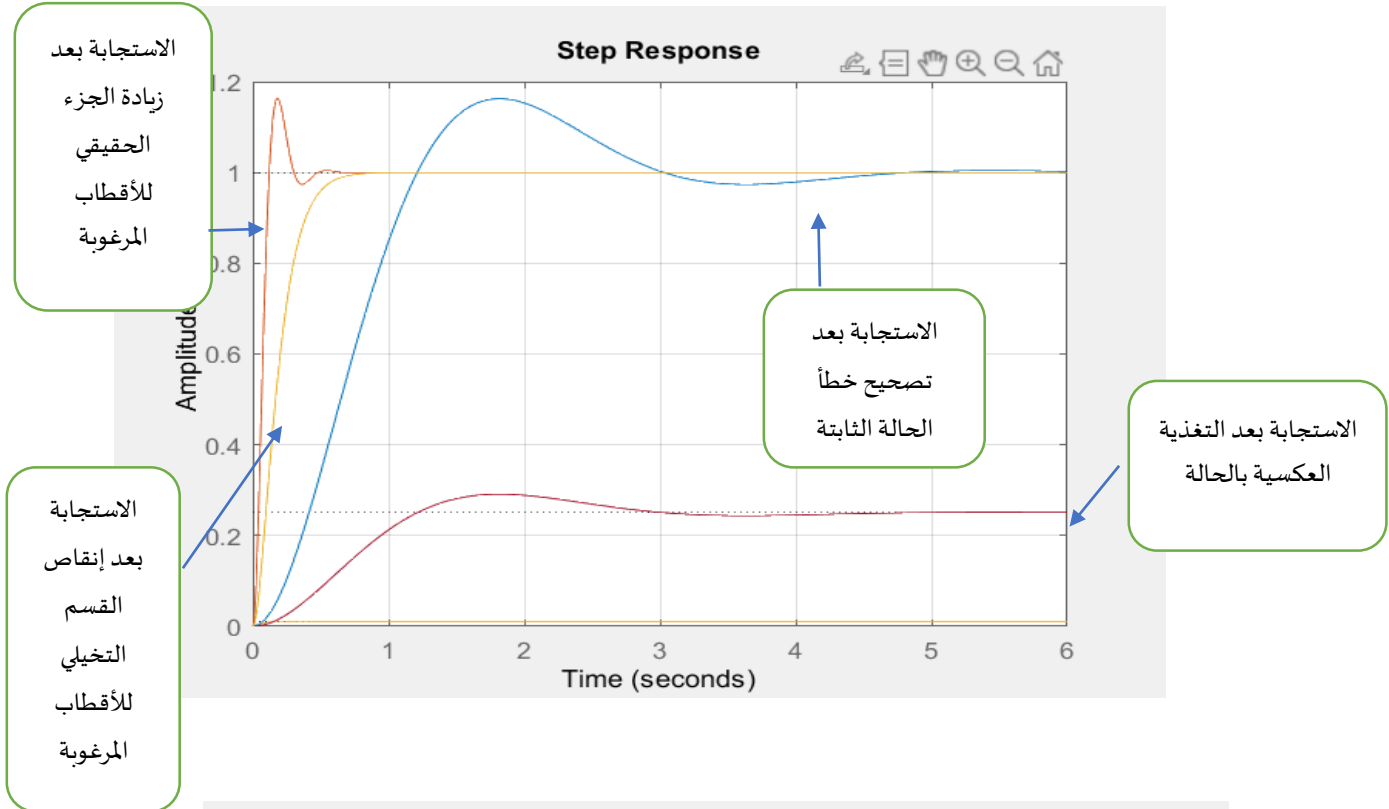 Step Response
الاستجابة بعد
زيادة الجزء
الحقيقي
للأقطاب
المرغوبة
1.2
1
0.8
0.6
0.4
0.2
0
Amplitude
0 1 2 3 4 5 6
Time (seconds)
الاستجابة بعد
تصحيح خطأ
الحالة الثابتة
الاستجابة بعد التغذية
العكسية بالحالة
الاستجابة
بعد إنقاص
القسم
التخيلي
للأقطاب
المرغوبة